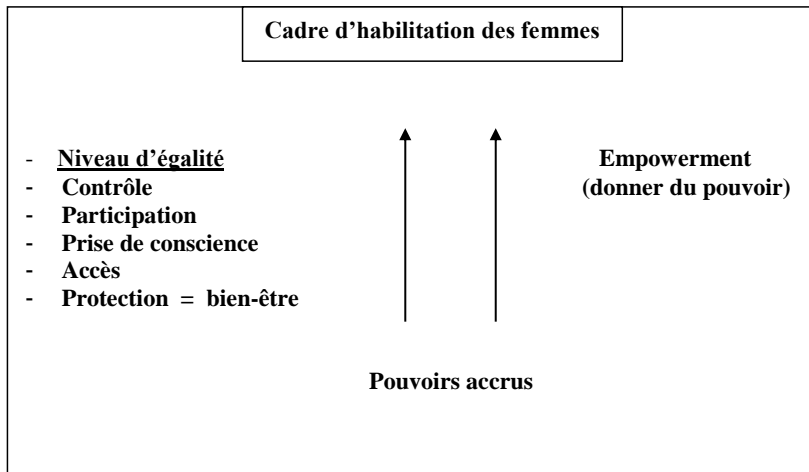 Cadre d’habilitation des femmes
- Niveau d’égalité
- Contrôle
- Participation
- Prise de conscience
- Accès
- Protection = bien-être
Empowerment
(donner du pouvoir)
Pouvoirs accrus